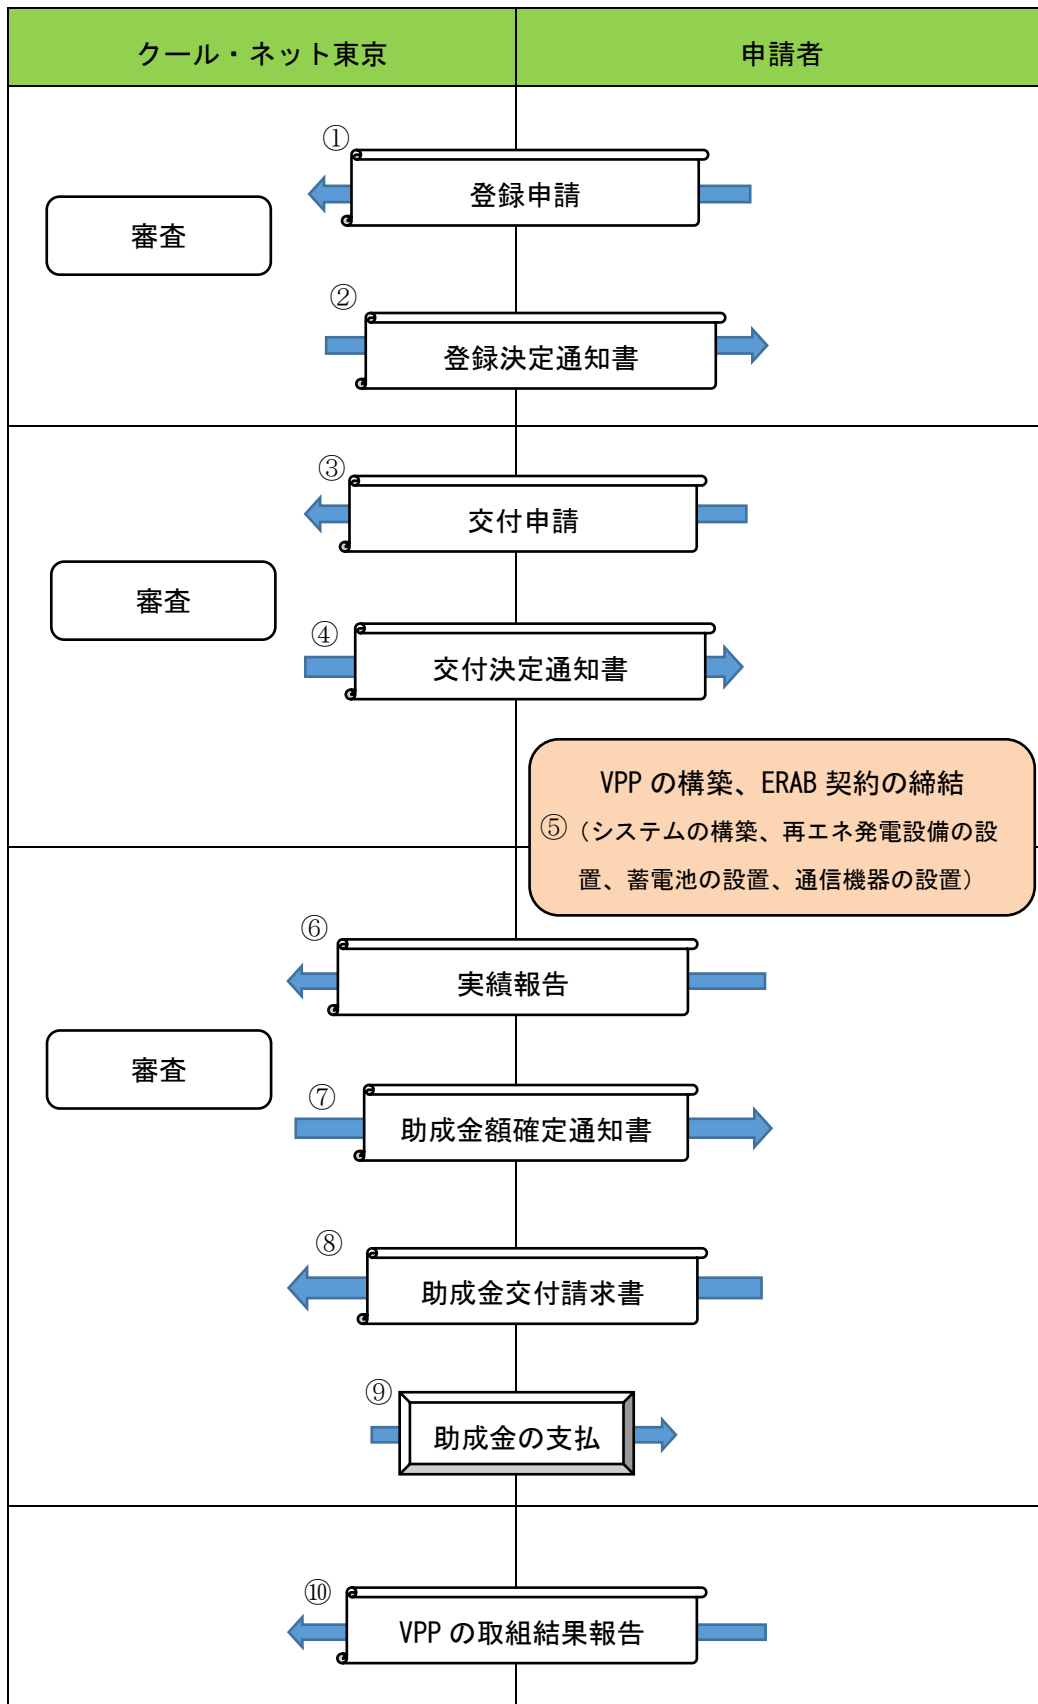 クール・ネット東京
申請者
①
登録申請
審査
②
登録決定通知書
③
交付申請
審査
④
交付決定通知書
VPP の構築、ERAB 契約の締結
⑤（システムの構築、再エネ発電設備の設
置、蓄電池の設置、通信機器の設置）
⑥
実績報告
審査
⑦
助成金額確定通知書
⑧
助成金交付請求書
⑨
助成金の支払
⑩
VPP の取組結果報告